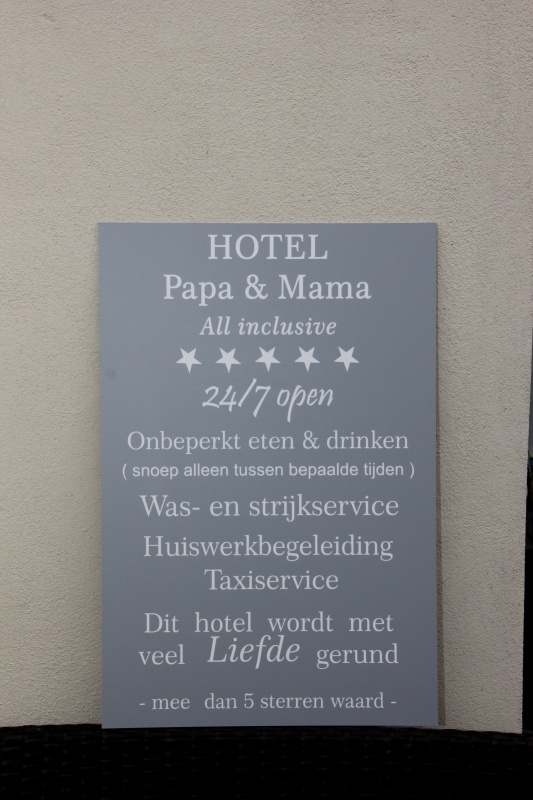 HOTEL
Papa & Mama
All inclusive
24/7 open
Onbeperkt eten & drinken
( snoep alleen tussen bepaalde tijden )
Was- en strijkservice
Huiswerkbegeleiding
Taxiservice
Dit hotel wordt met
veel Liefde gerund
- mee dan 5 sterren waard -